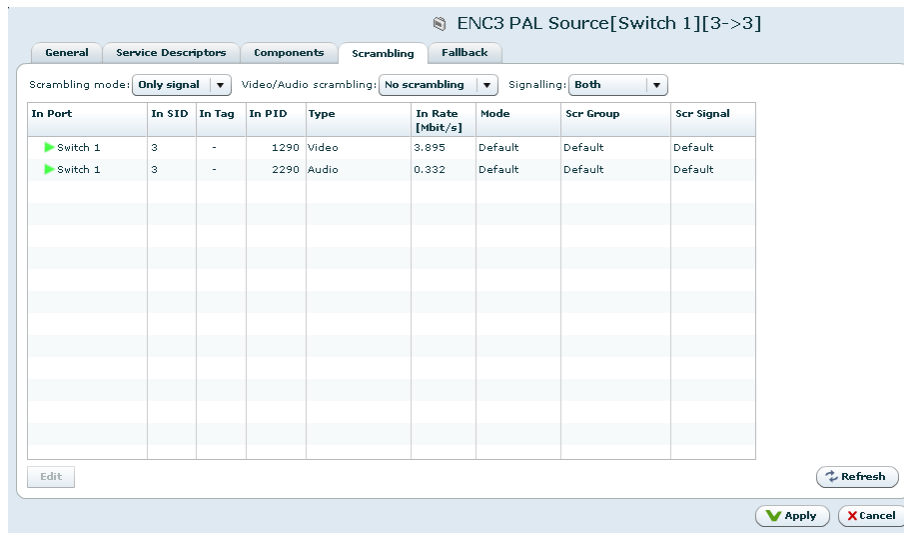 ENC3 PAL Source[Switch 1][3->3]
General Service Descriptors Components Scrambling Fallback
Scrambling mode: Only signal Video/Audio scrambling: No scrambling Signalling: Both
In Port In SID In Tag In PID Type In Rate [Mbit/s] Mode Scr Group Scr Signal
Switch 1 3 - 1290 Video 3.895 Default Default Default
Switch 1 3 - 2290 Audio 0.332 Default Default Default
Edit Refresh
Apply Cancel